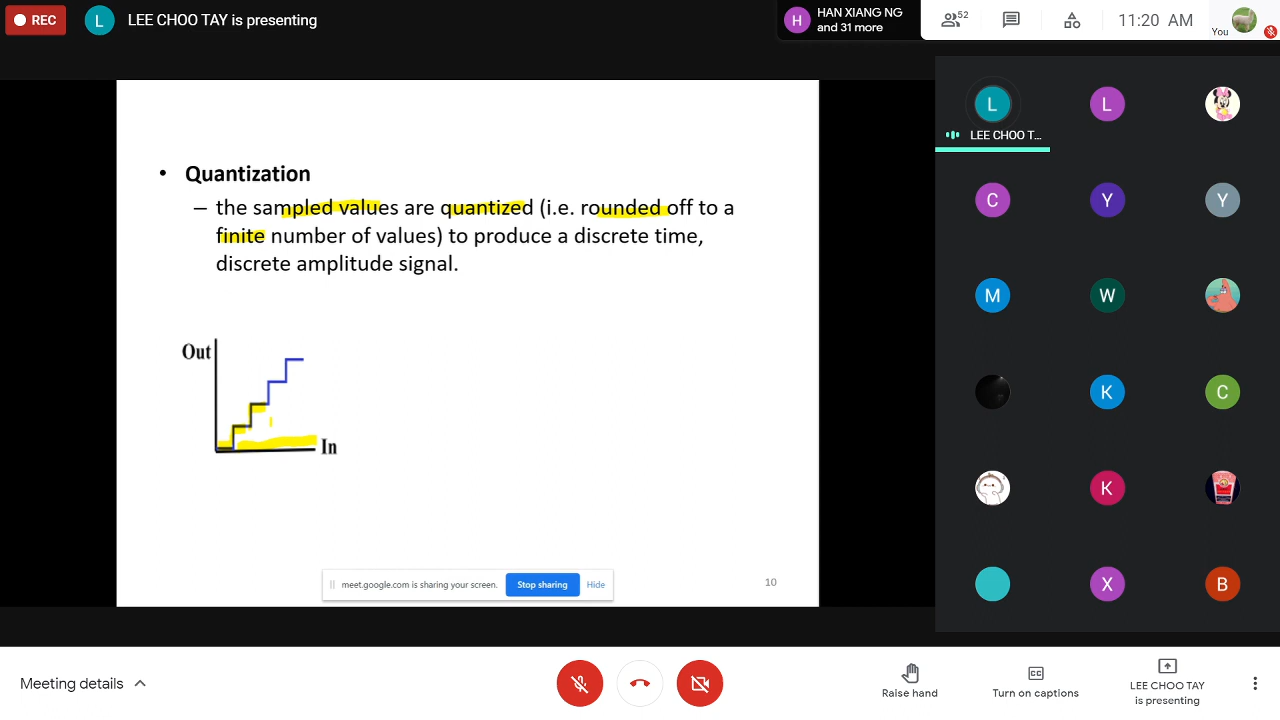 REC
L
LEE CHOO TAY is presenting
H
HAN XIANG NG
and 31 more
52
11:20 AM
You
• Quantization
– the sampled values are quantized (i.e. rounded off to a
finite number of values) to produce a discrete time,
discrete amplitude signal.
Out
In
meet.google.com is sharing your screen.
Stop sharing
Hide
10
L
LEE CHOO T...
L
C
Y
Y
M
W
K
C
K
X
B
Meeting details
Raise hand
CC
Turn on captions
LEE CHOO TAY
is presenting